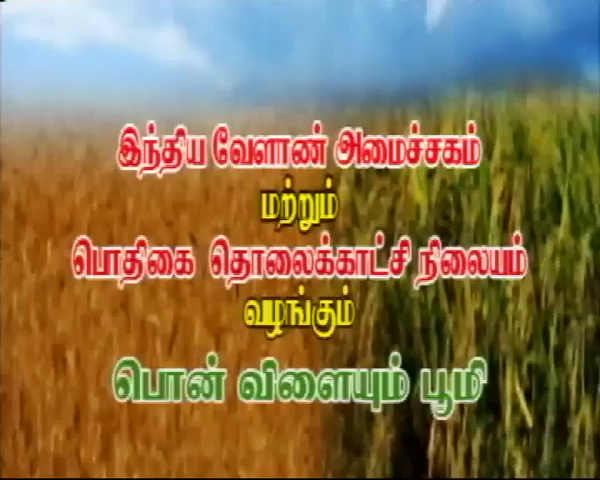 இந்திய வேளாண் அமைச்சகம்
மற்றும்
பொதிகை தொலைக்காட்சி நிலையம்
வழங்கும்
பொன் விளையும் பூமி